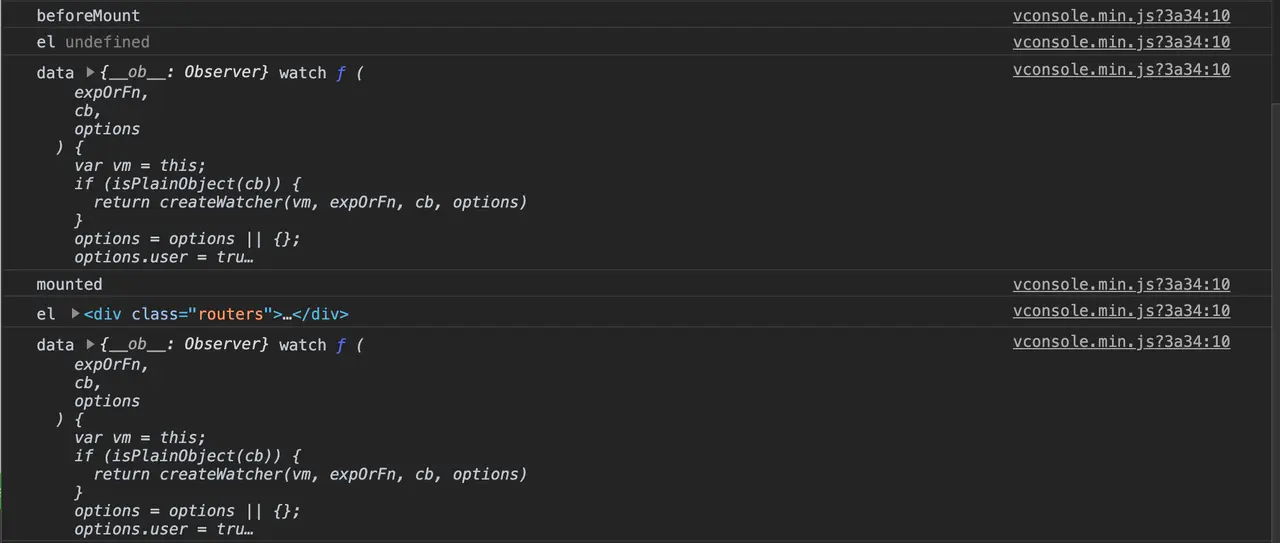 beforeMount vconsole.min.js?3a34:10
el undefined vconsole.min.js?3a34:10
data ▶{__ob__: Observer} watch ƒ ( vconsole.min.js?3a34:10
expOrFn,
cb,
options
) {
var vm = this;
if (isPlainObject(cb)) {
return createWatcher(vm, expOrFn, cb, options)
}
options = options || {};
options.user = tru…
mounted vconsole.min.js?3a34:10
el ▶<div class="routers">…</div> vconsole.min.js?3a34:10
data ▶{__ob__: Observer} watch ƒ ( vconsole.min.js?3a34:10
expOrFn,
cb,
options
) {
var vm = this;
if (isPlainObject(cb)) {
return createWatcher(vm, expOrFn, cb, options)
}
options = options || {};
options.user = tru…